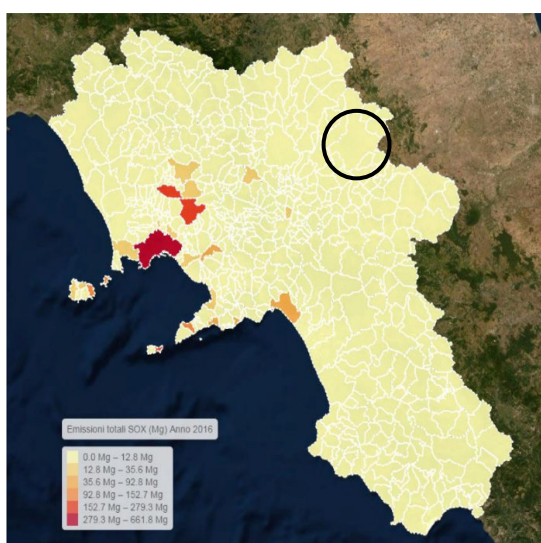 Emissioni totali SOX (Mg) Anno 2016
0.0 Mg – 12.8 Mg
12.8 Mg – 35.6 Mg
35.6 Mg – 92.8 Mg
92.8 Mg – 152.7 Mg
152.7 Mg – 279.3 Mg
279.3 Mg – 661.8 Mg